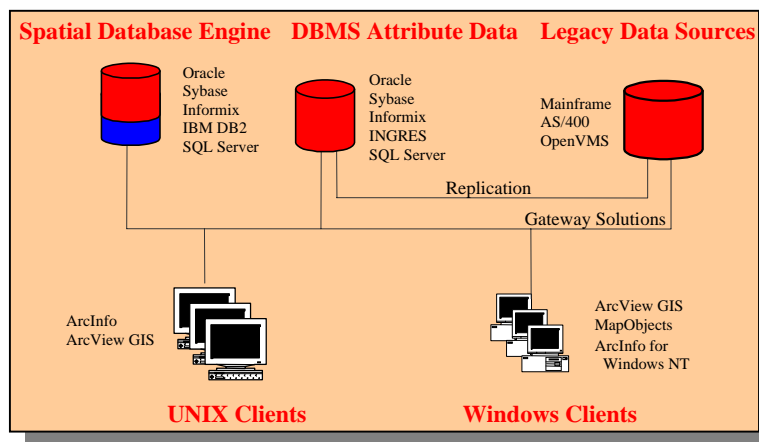 Spatial Database Engine
DBMS Attribute Data
Legacy Data Sources
Oracle
Sybase
Informix
IBM DB2
SQL Server
Oracle
Sybase
Informix
INGRES
SQL Server
Mainframe
AS/400
OpenVMS
Replication
Gateway Solutions
ArcInfo
ArcView GIS
ArcView GIS
MapObjects
ArcInfo for
Windows NT
UNIX Clients
Windows Clients